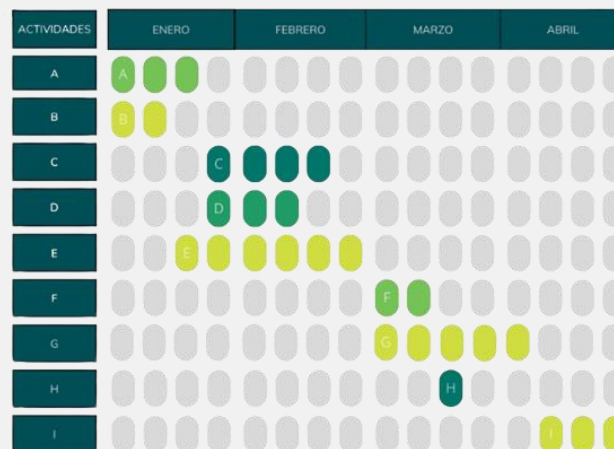 ACTIVIDADES ENERO FEBRERO MARZO ABRIL
A A
B B
C C
D D
E E
F F
G G
H H
I I